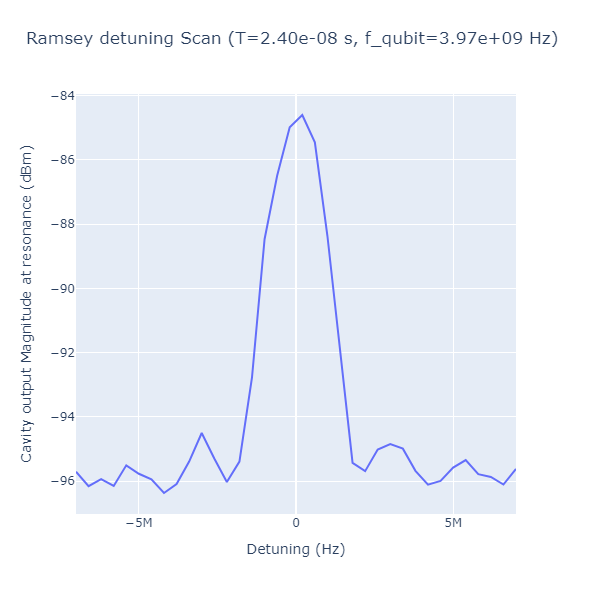 Ramsey detuning Scan (T=2.40e-08 s, f_qubit=3.97e+09 Hz)
Cavity output Magnitude at resonance (dBm)
−84
−86
−88
−90
−92
−94
−96
−5M 0 5M
Detuning (Hz)